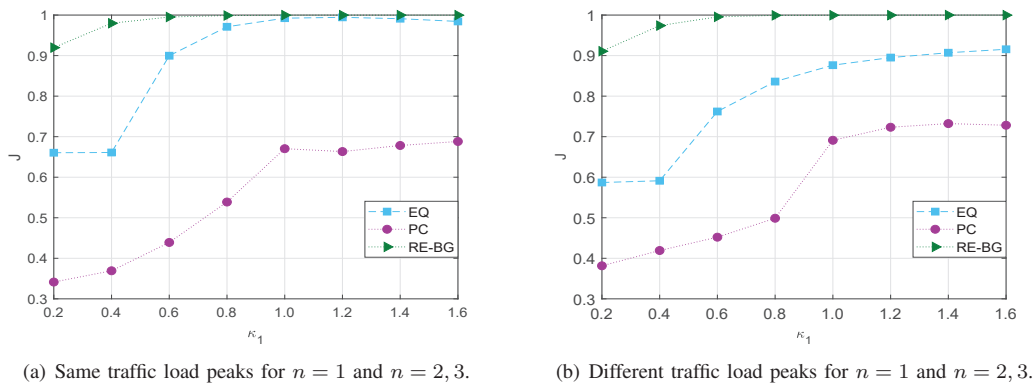 1
0.9
0.8
0.7
0.6
0.5
0.4
0.3
J
0.2 0.4 0.6 0.8 1.0 1.2 1.4 1.6
κ1
EQ
PC
RE-BG
(a) Same traffic load peaks for n = 1 and n = 2, 3.
1
0.9
0.8
0.7
0.6
0.5
0.4
0.3
J
0.2 0.4 0.6 0.8 1.0 1.2 1.4 1.6
κ1
EQ
PC
RE-BG
(b) Different traffic load peaks for n = 1 and n = 2, 3.